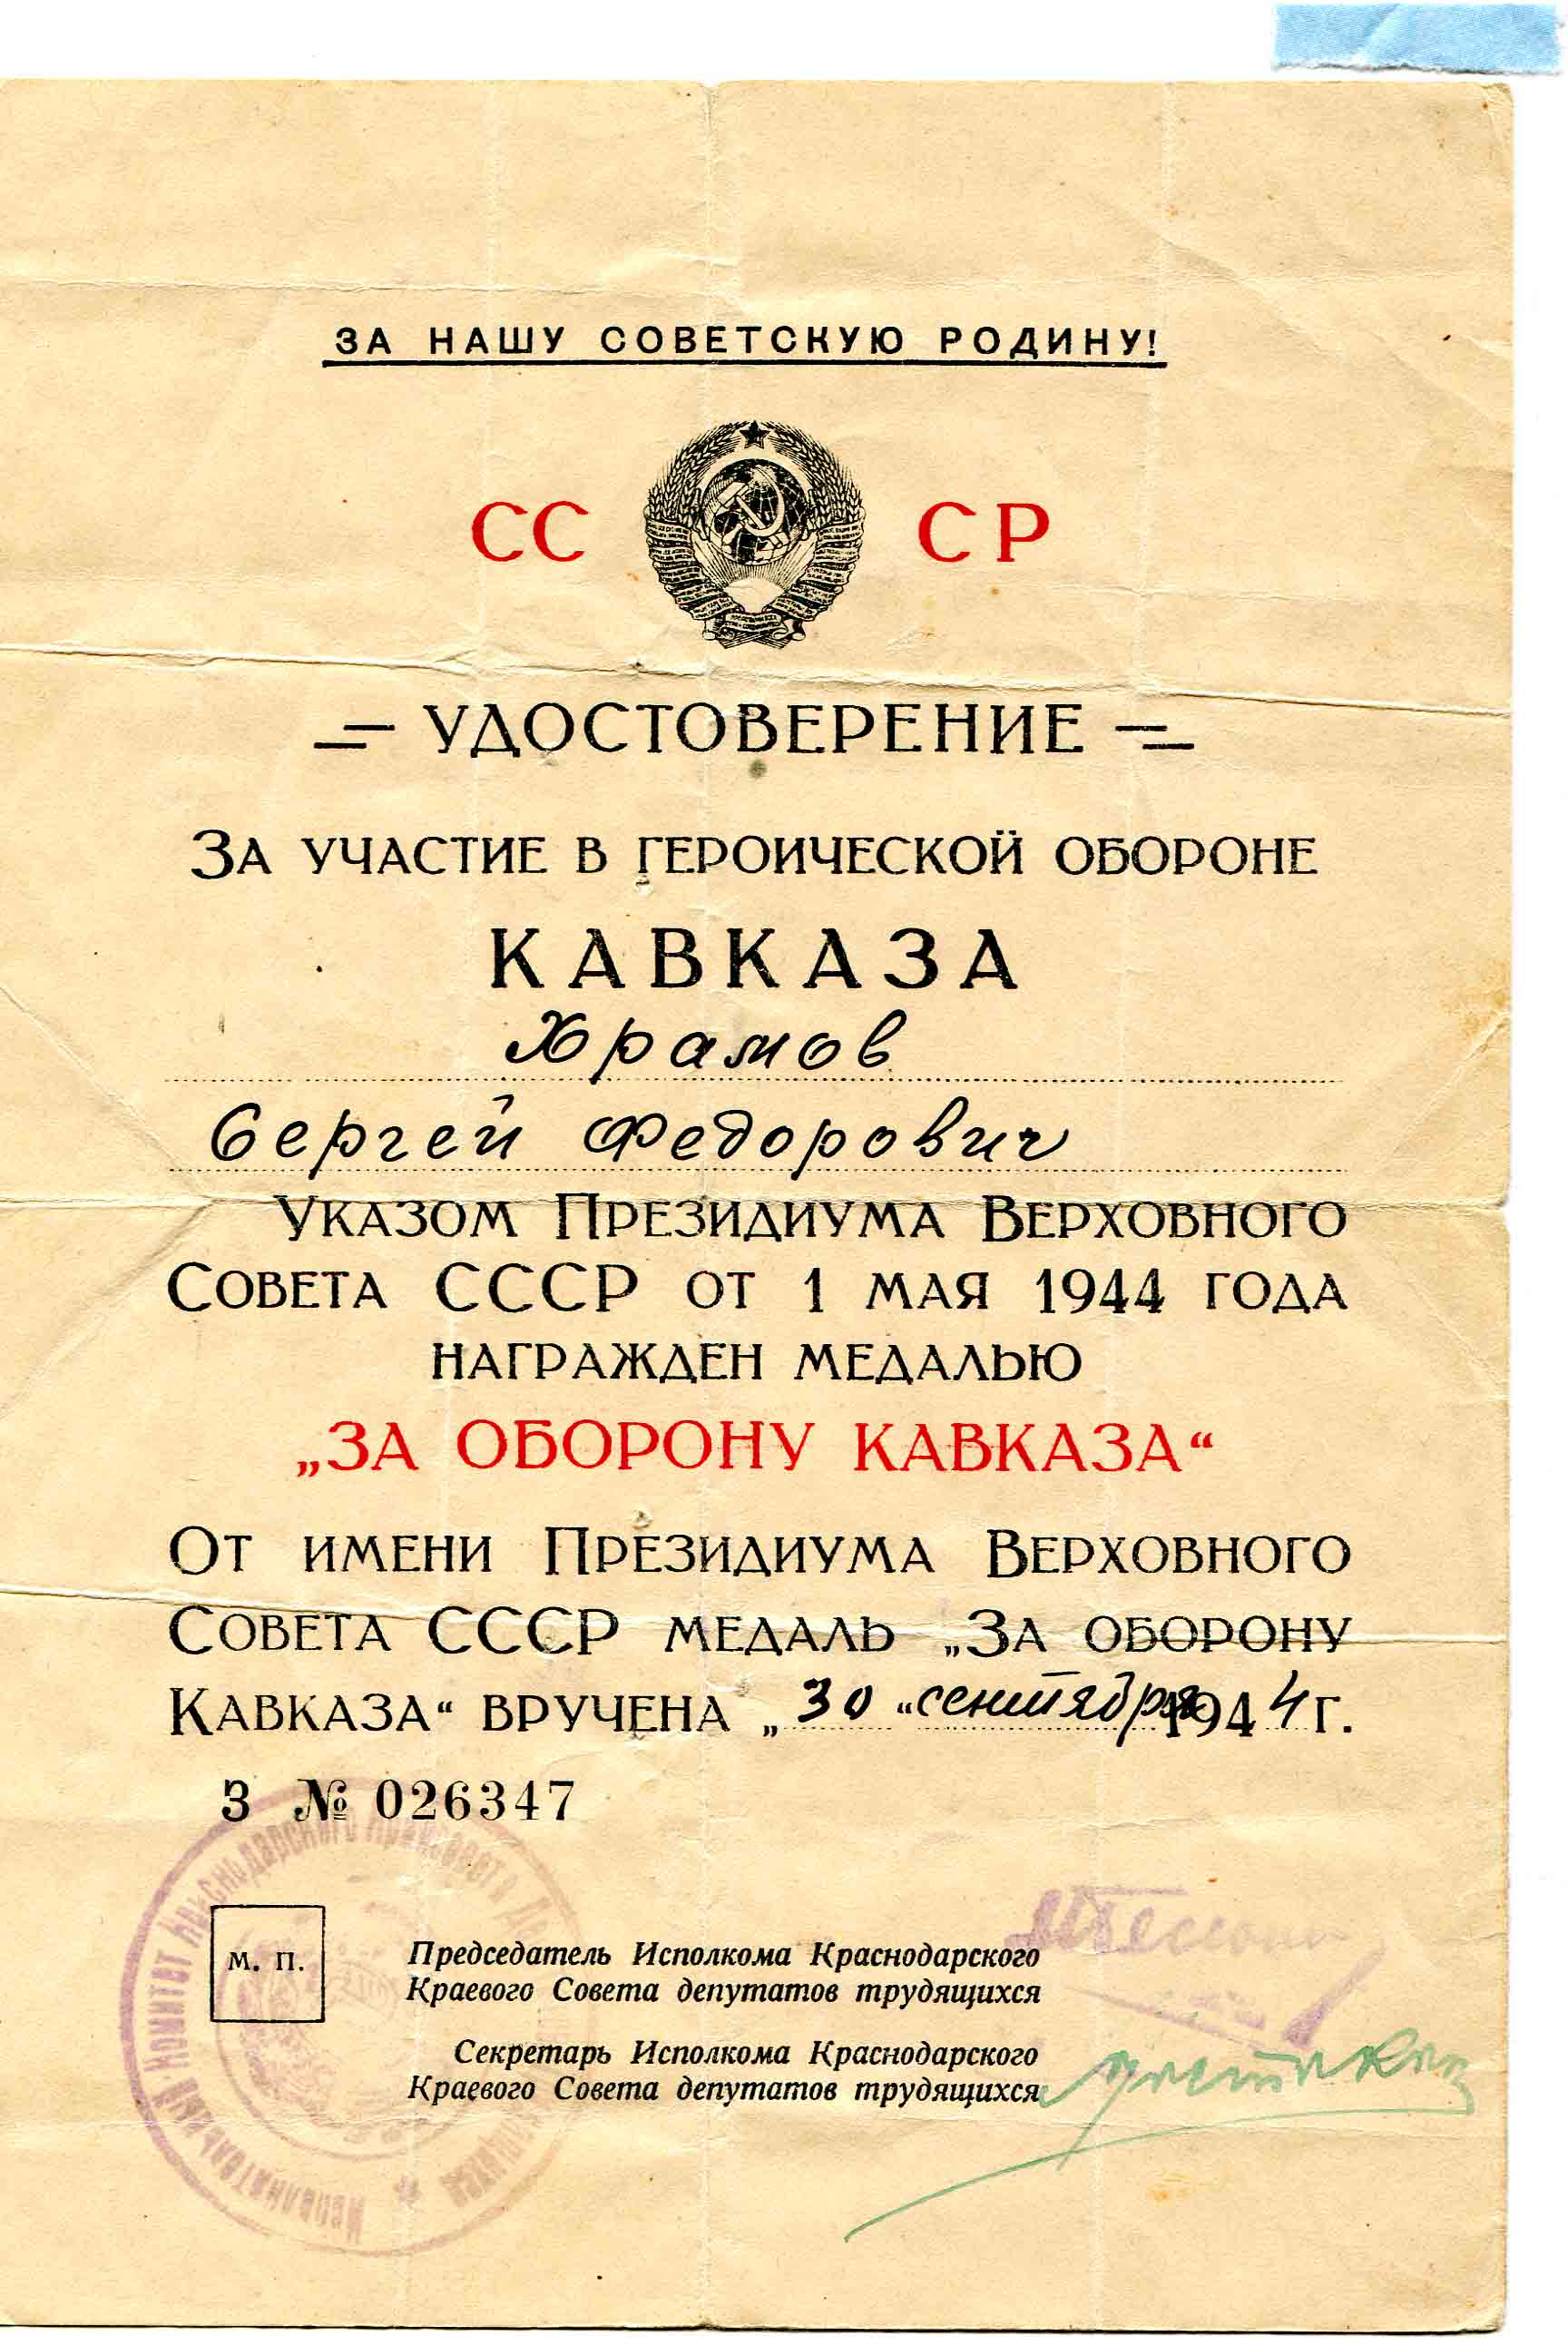 ЗА НАШУ СОВЕТСКУЮ РОДИНУ!
СС СР
УДОСТОВЕРЕНИЕ
ЗА УЧАСТИЕ В ГЕРОИЧЕСКОЙ ОБОРОНЕ
КАВКАЗА
Храмов
Сергей Федорович
УКАЗОМ ПРЕЗИДИУМА ВЕРХОВНОГО
СОВЕТА СССР ОТ 1 МАЯ 1944 ГОДА
НАГРАЖДЕН МЕДАЛЬЮ
„ЗА ОБОРОНУ КАВКАЗА“
ОТ ИМЕНИ ПРЕЗИДИУМА ВЕРХОВНОГО
СОВЕТА СССР МЕДАЛЬ „ЗА ОБОРОНУ
КАВКАЗА“ ВРУЧЕНА „30“ сентября 1944 г.
З № 026347
М. П.
Председатель Исполкома Краснодарского
Краевого Совета депутатов трудящихся
Секретарь Исполкома Краснодарского
Краевого Совета депутатов трудящихся
Исполнительный Комитет Краснодарского